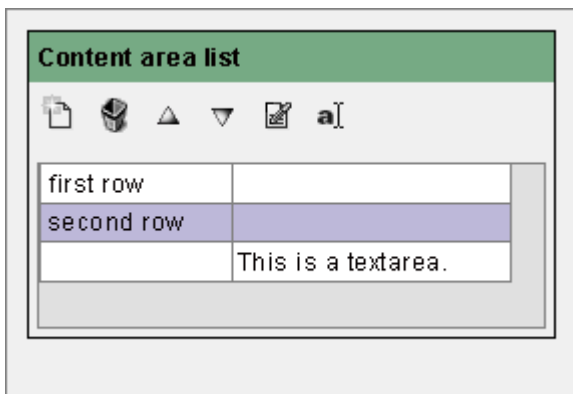 Content area list
a
first row
second row
This is a textarea.